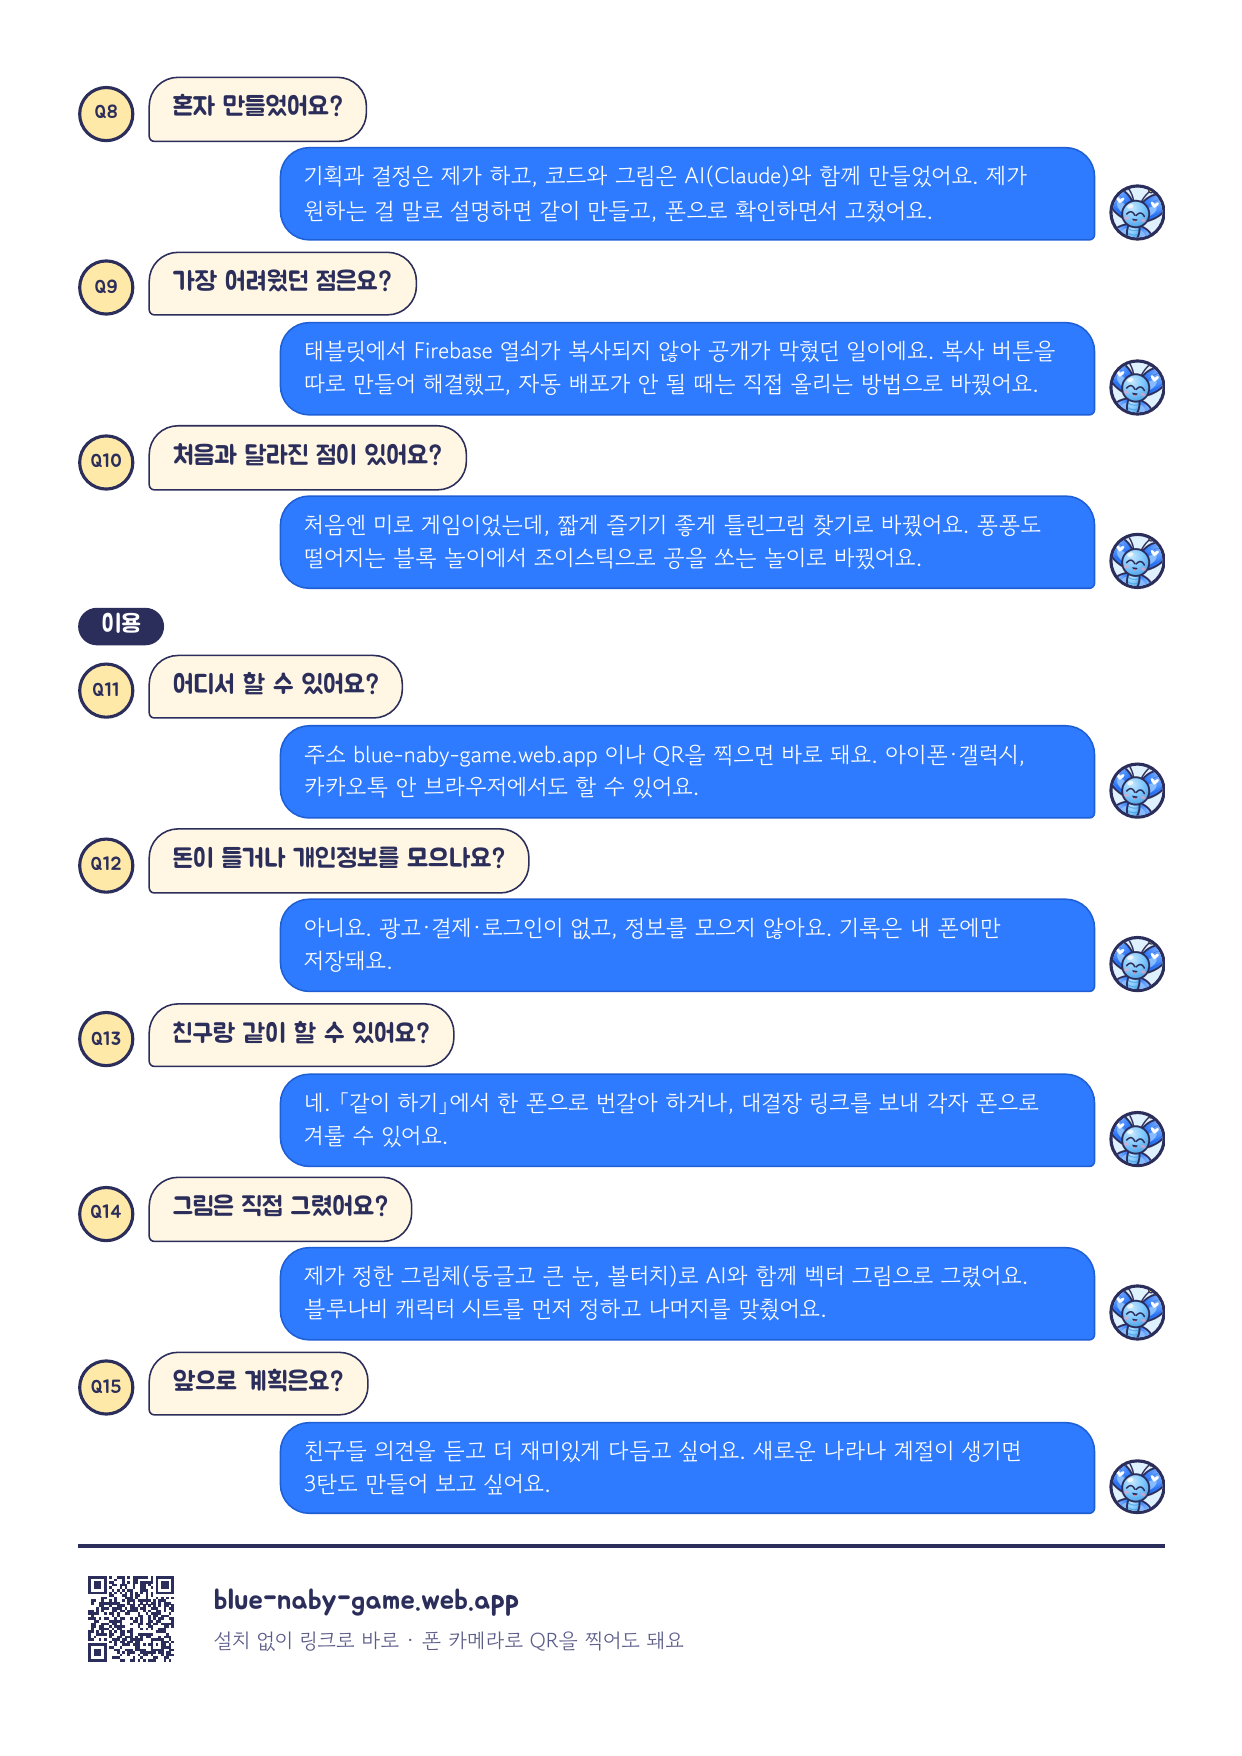 Q8
혼자 만들었어요?
기획과 결정은 제가 하고, 코드와 그림은 AI(Claude)와 함께 만들었어요. 제가
원하는 걸 말로 설명하면 같이 만들고, 폰으로 확인하면서 고쳤어요.
Q9
가장 어려웠던 점은요?
태블릿에서 Firebase 열쇠가 복사되지 않아 공개가 막혔던 일이에요. 복사 버튼을
따로 만들어 해결했고, 자동 배포가 안 될 때는 직접 올리는 방법으로 바꿨어요.
Q10
처음과 달라진 점이 있어요?
처음엔 미로 게임이었는데, 짧게 즐기기 좋게 틀린그림 찾기로 바꿨어요. 퐁퐁도
떨어지는 블록 놀이에서 조이스틱으로 공을 쏘는 놀이로 바꿨어요.
이용
Q11
어디서 할 수 있어요?
주소 blue-naby-game.web.app 이나 QR을 찍으면 바로 돼요. 아이폰·갤럭시,
카카오톡 안 브라우저에서도 할 수 있어요.
Q12
돈이 들거나 개인정보를 모으나요?
아니요. 광고·결제·로그인이 없고, 정보를 모으지 않아요. 기록은 내 폰에만
저장돼요.
Q13
친구랑 같이 할 수 있어요?
네. 「같이 하기」에서 한 폰으로 번갈아 하거나, 대결장 링크를 보내 각자 폰으로
겨룰 수 있어요.
Q14
그림은 직접 그렸어요?
제가 정한 그림체(둥글고 큰 눈, 볼터치)로 AI와 함께 벡터 그림으로 그렸어요.
블루나비 캐릭터 시트를 먼저 정하고 나머지를 맞췄어요.
Q15
앞으로 계획은요?
친구들 의견을 듣고 더 재미있게 다듬고 싶어요. 새로운 나라나 계절이 생기면
3탄도 만들어 보고 싶어요.
blue-naby-game.web.app
설치 없이 링크로 바로 · 폰 카메라로 QR을 찍어도 돼요